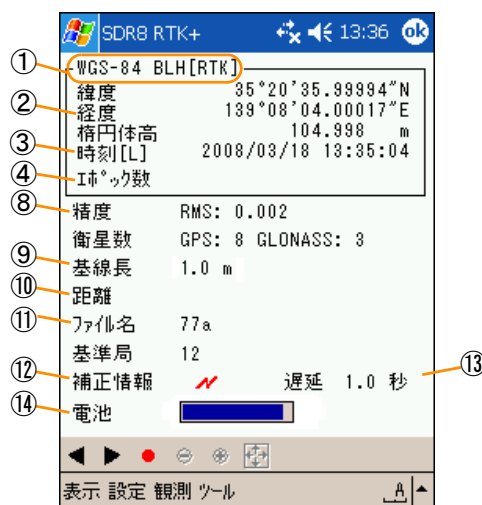 SDR8 RTK+ 13:36 ok
① WGS-84 BLH[RTK]
緯度 35°20'35.99994"N
② 経度 139°08'04.00017"E
楕円体高 104.998 m
③ 時刻[L] 2008/03/18 13:35:04
④ ｴﾎﾟｯｸ数
⑧ 精度 RMS: 0.002
衛星数 GPS: 8 GLONASS: 3
⑨ 基線長 1.0 m
⑩ 距離
⑪ ﾌｧｲﾙ名 77a
基準局 12
⑫ 補正情報 遅延 1.0 秒 ⑬
⑭ 電池
表示 設定 観測 ﾂｰﾙ A